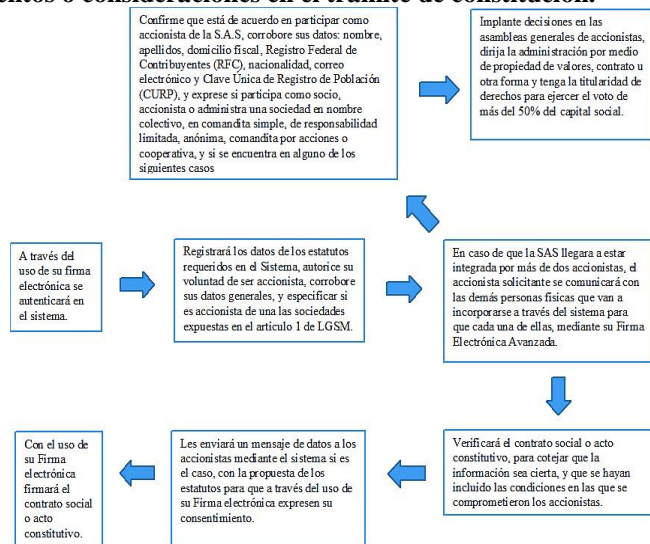 entos o consideraciones en el trámite de constitución.
Confirme que está de acuerdo en participar como
accionista de la S.A.S, corrobore sus datos: nombre,
apellidos, domicilio fiscal, Registro Federal de
Contribuyentes (RFC), nacionalidad, correo
electrónico y Clave Única de Registro de Población
(CURP), y exprese si participa como socio,
accionista o administra una sociedad en nombre
colectivo, en comandita simple, de responsabilidad
limitada, anónima, comandita por acciones o
cooperativa, y si se encuentra en alguno de los
siguientes casos
Implante decisiones en las
asambleas generales de accionistas,
dirija la administración por medio
de propiedad de valores, contrato u
otra forma y tenga la titularidad de
derechos para ejercer el voto de
más del 50% del capital social.
A través del
uso de su firma
electrónica se
autenticará en
el sistema.
Registrará los datos de los estatutos
requeridos en el Sistema, autorice su
voluntad de ser accionista, corrobore
sus datos generales, y especificar si
es accionista de una las sociedades
expuestas en el articulo 1 de LGSM.
En caso de que la SAS llegara a estar
integrada por más de dos accionistas, el
accionista solicitante se comunicará con
las demás personas físicas que van a
incorporarse a través del sistema para
que cada una de ellas, mediante su Firma
Electrónica Avanzada.
Con el uso de
su Firma
electrónica
firmará el
contrato social
o acto
constitutivo.
Les enviará un mensaje de datos a los
accionistas mediante el sistema si es
el caso, con la propuesta de los
estatutos para que a través del uso de
su Firma electrónica expresen su
consentimiento.
Verificará el contrato social o acto
constitutivo, para cotejar que la
información sea cierta, y que se hayan
incluido las condiciones en las que se
comprometieron los accionistas.